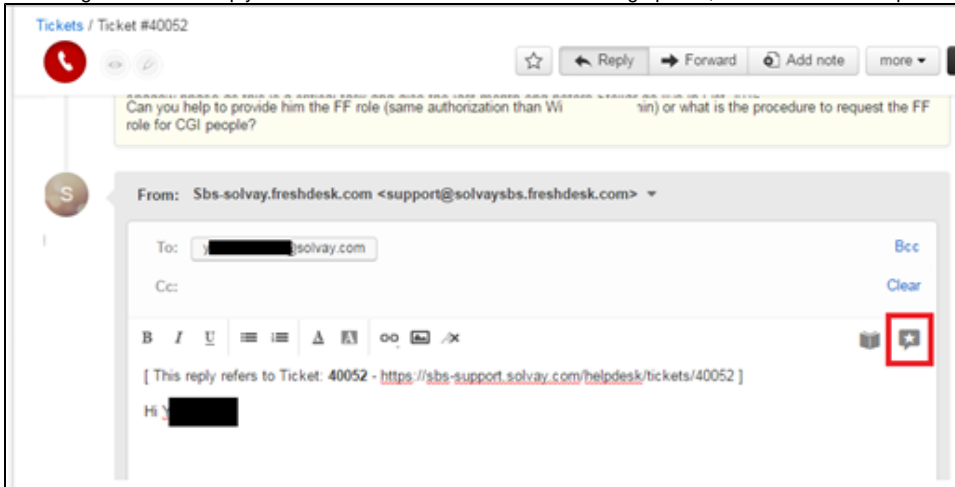 Tickets / Ticket #40052
Reply Forward Add note more
Can you help to provide him the FF role (same authorization than Wi in) or what is the procedure to request the FF
role for CGI people?
S
From: Sbs-solvay.freshdesk.com <support@solvaysbs.freshdesk.com>
To: y @solvay.com Bcc
Cc: Clear
B I U A A
[ This reply refers to Ticket: 40052 - https://sbs-support.solvay.com/helpdesk/tickets/40052 ]
Hi Y